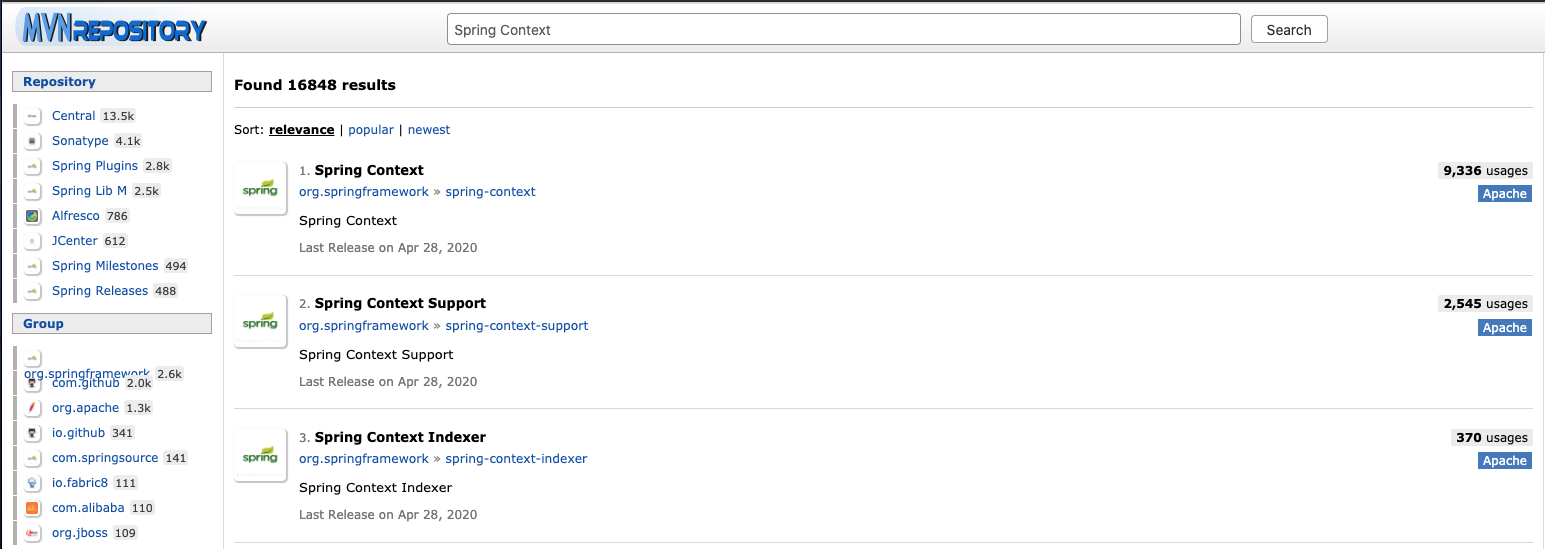 MVNREPOSITORY
Spring Context
Search
Repository
Central 13.5k
Sonatype 4.1k
Spring Plugins 2.8k
Spring Lib M 2.5k
Alfresco 786
JCenter 612
Spring Milestones 494
Spring Releases 488
Group
org.springframework 2.6k
com.github 2.0k
org.apache 1.3k
io.github 341
com.springsource 141
io.fabric8 111
com.alibaba 110
org.jboss 109
Found 16848 results
Sort: relevance | popular | newest
spring
1. Spring Context
9,336 usages
org.springframework » spring-context
Apache
Spring Context
Last Release on Apr 28, 2020
spring
2. Spring Context Support
2,545 usages
org.springframework » spring-context-support
Apache
Spring Context Support
Last Release on Apr 28, 2020
spring
3. Spring Context Indexer
370 usages
org.springframework » spring-context-indexer
Apache
Spring Context Indexer
Last Release on Apr 28, 2020